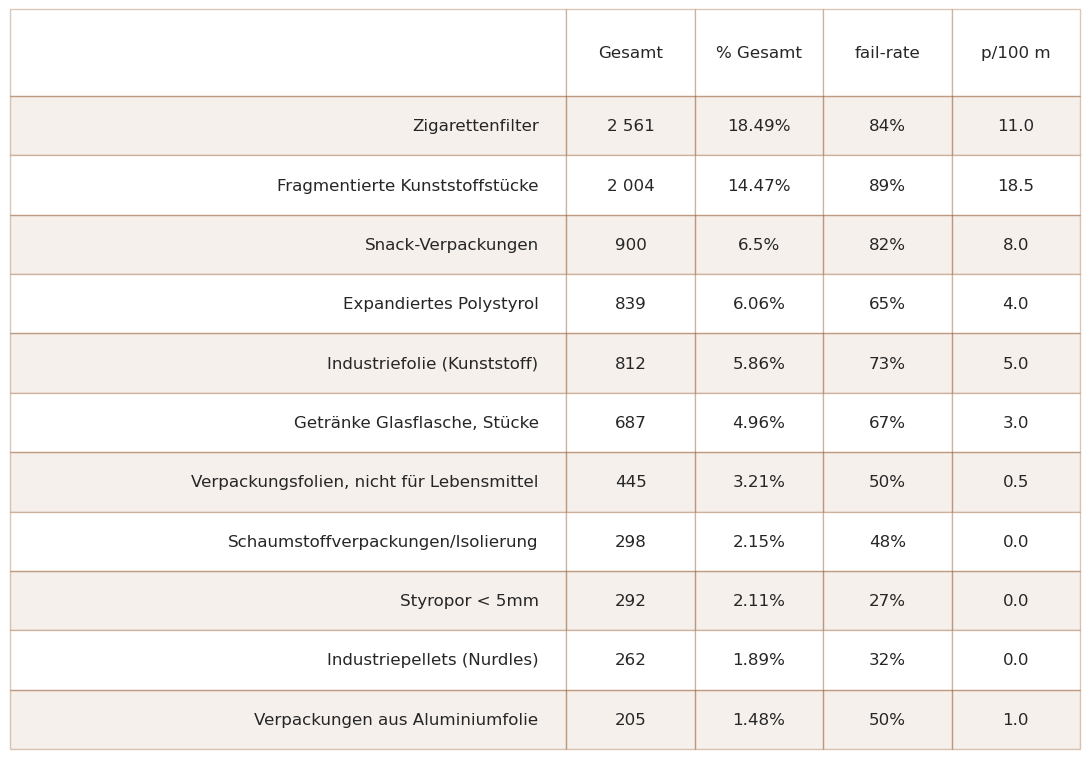 Gesamt % Gesamt fail-rate p/100 m
Zigarettenfilter 2 561 18.49% 84% 11.0
Fragmentierte Kunststoffstücke 2 004 14.47% 89% 18.5
Snack-Verpackungen 900 6.5% 82% 8.0
Expandiertes Polystyrol 839 6.06% 65% 4.0
Industriefolie (Kunststoff) 812 5.86% 73% 5.0
Getränke Glasflasche, Stücke 687 4.96% 67% 3.0
Verpackungsfolien, nicht für Lebensmittel 445 3.21% 50% 0.5
Schaumstoffverpackungen/Isolierung 298 2.15% 48% 0.0
Styropor < 5mm 292 2.11% 27% 0.0
Industriepellets (Nurdles) 262 1.89% 32% 0.0
Verpackungen aus Aluminiumfolie 205 1.48% 50% 1.0